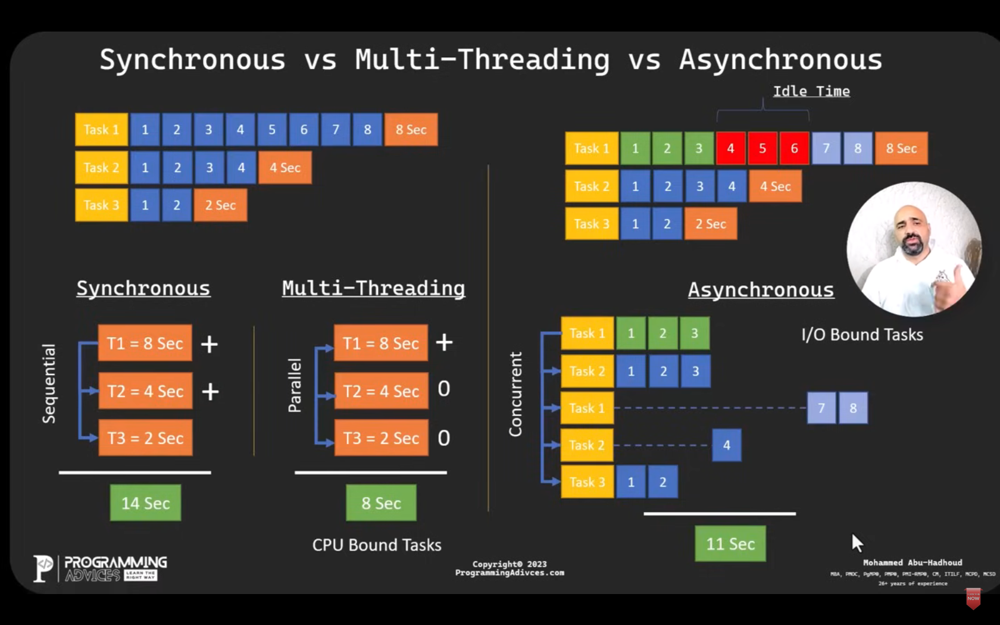 Synchronous vs Multi-Threading vs Asynchronous
Idle Time
Task 1 1 2 3 4 5 6 7 8 8 Sec
Task 2 1 2 3 4 4 Sec
Task 3 1 2 2 Sec
Task 1 1 2 3 4 5 6 7 8 8 Sec
Task 2 1 2 3 4 4 Sec
Task 3 1 2 2 Sec
Synchronous
Sequential
T1 = 8 Sec +
T2 = 4 Sec +
T3 = 2 Sec
14 Sec
Multi-Threading
Parallel
T1 = 8 Sec +
T2 = 4 Sec 0
T3 = 2 Sec 0
8 Sec
CPU Bound Tasks
Asynchronous
I/O Bound Tasks
Concurrent
Task 1 1 2 3
Task 2 1 2 3
Task 1 7 8
Task 2 4
Task 3 1 2
11 Sec
P </>
PROGRAMMING
ADVICES LEARN THE
RIGHT WAY
Copyright© 2023
ProgrammingAdivces.com
Mohammed Abu-Hadhoud
MBA, PMOC, PgMP®, PMP®, PMI-RMP®, CM, ITILF, MCPD, MCSD
26+ years of experience
NOW